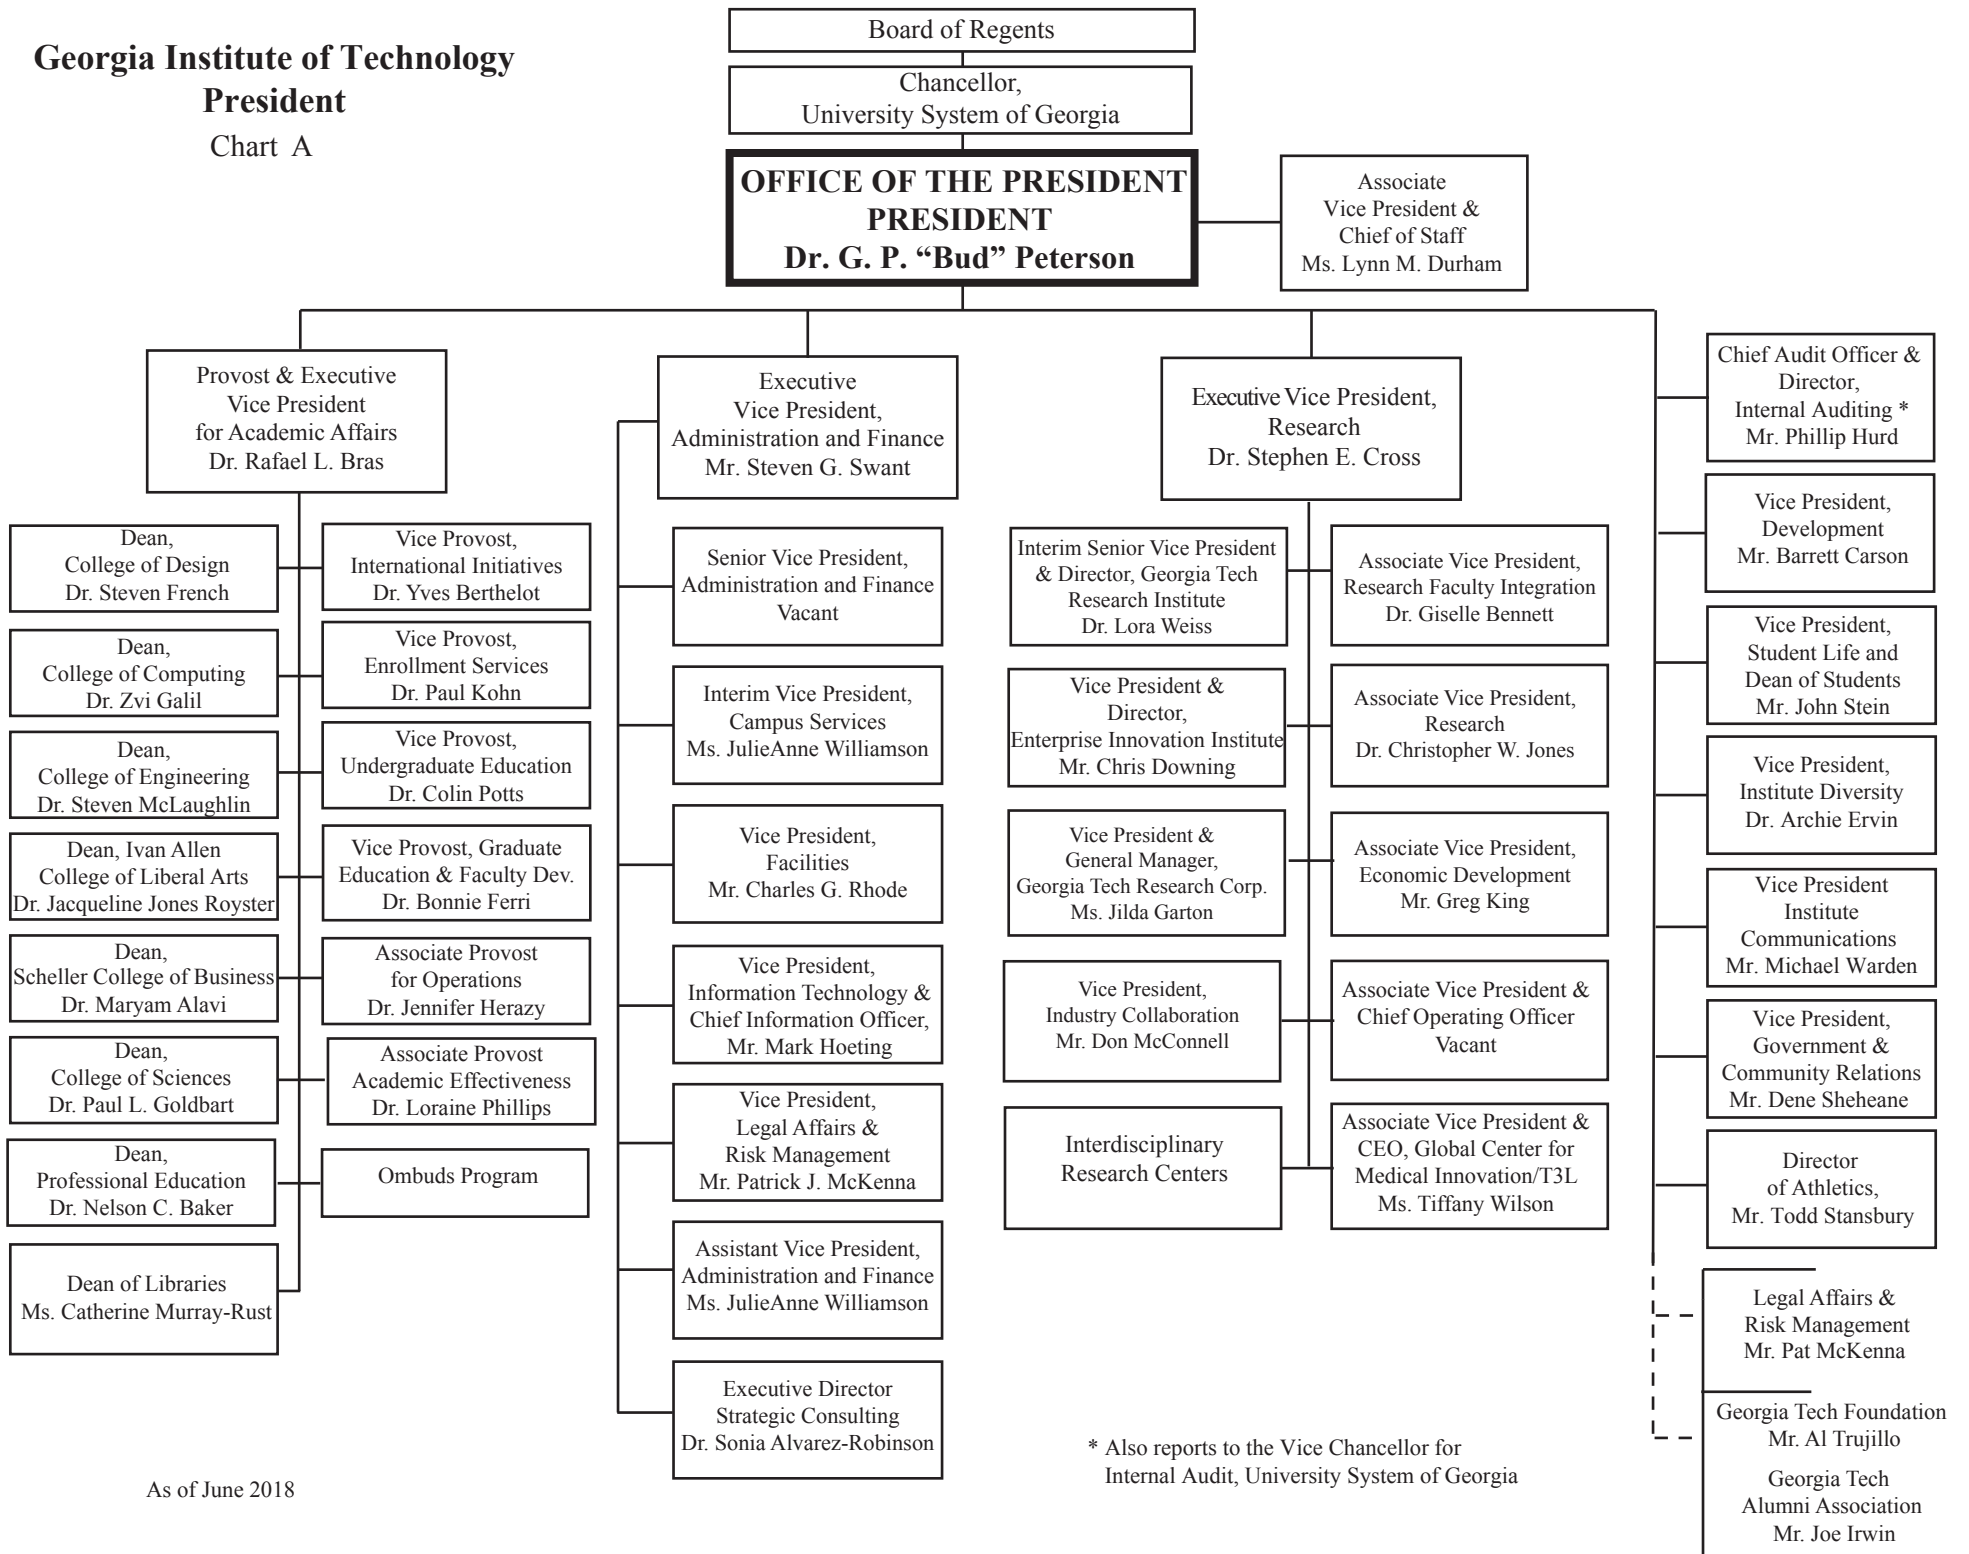 Georgia Institute of Technology
President
Chart A
Board of Regents
Chancellor,
University System of Georgia
OFFICE OF THE PRESIDENT
PRESIDENT
Dr. G. P. “Bud” Peterson
Associate
Vice President &
Chief of Staff
Ms. Lynn M. Durham
Provost & Executive
Vice President
for Academic Affairs
Dr. Rafael L. Bras
Dean,
College of Design
Dr. Steven French
Dean,
College of Computing
Dr. Zvi Galil
Dean,
College of Engineering
Dr. Steven McLaughlin
Dean, Ivan Allen
College of Liberal Arts
Dr. Jacqueline Jones Royster
Dean,
Scheller College of Business
Dr. Maryam Alavi
Dean,
College of Sciences
Dr. Paul L. Goldbart
Dean,
Professional Education
Dr. Nelson C. Baker
Dean of Libraries
Ms. Catherine Murray-Rust
Vice Provost,
International Initiatives
Dr. Yves Berthelot
Vice Provost,
Enrollment Services
Dr. Paul Kohn
Vice Provost,
Undergraduate Education
Dr. Colin Potts
Vice Provost, Graduate
Education & Faculty Dev.
Dr. Bonnie Ferri
Associate Provost
for Operations
Dr. Jennifer Herazy
Associate Provost
Academic Effectiveness
Dr. Loraine Phillips
Ombuds Program
Executive
Vice President,
Administration and Finance
Mr. Steven G. Swant
Senior Vice President,
Administration and Finance
Vacant
Interim Vice President,
Campus Services
Ms. JulieAnne Williamson
Vice President,
Facilities
Mr. Charles G. Rhode
Vice President,
Information Technology &
Chief Information Officer,
Mr. Mark Hoeting
Vice President,
Legal Affairs &
Risk Management
Mr. Patrick J. McKenna
Assistant Vice President,
Administration and Finance
Ms. JulieAnne Williamson
Executive Director
Strategic Consulting
Dr. Sonia Alvarez-Robinson
Executive Vice President,
Research
Dr. Stephen E. Cross
Interim Senior Vice President
& Director, Georgia Tech
Research Institute
Dr. Lora Weiss
Vice President &
Director,
Enterprise Innovation Institute
Mr. Chris Downing
Vice President &
General Manager,
Georgia Tech Research Corp.
Ms. Jilda Garton
Vice President,
Industry Collaboration
Mr. Don McConnell
Interdisciplinary
Research Centers
Associate Vice President,
Research Faculty Integration
Dr. Giselle Bennett
Associate Vice President,
Research
Dr. Christopher W. Jones
Associate Vice President,
Economic Development
Mr. Greg King
Associate Vice President &
Chief Operating Officer
Vacant
Associate Vice President &
CEO, Global Center for
Medical Innovation/T3L
Ms. Tiffany Wilson
Chief Audit Officer &
Director,
Internal Auditing *
Mr. Phillip Hurd
Vice President,
Development
Mr. Barrett Carson
Vice President,
Student Life and
Dean of Students
Mr. John Stein
Vice President,
Institute Diversity
Dr. Archie Ervin
Vice President
Institute
Communications
Mr. Michael Warden
Vice President,
Government &
Community Relations
Mr. Dene Sheheane
Director
of Athletics,
Mr. Todd Stansbury
Legal Affairs &
Risk Management
Mr. Pat McKenna
Georgia Tech Foundation
Mr. Al Trujillo
Georgia Tech
Alumni Association
Mr. Joe Irwin
* Also reports to the Vice Chancellor for
Internal Audit, University System of Georgia
As of June 2018